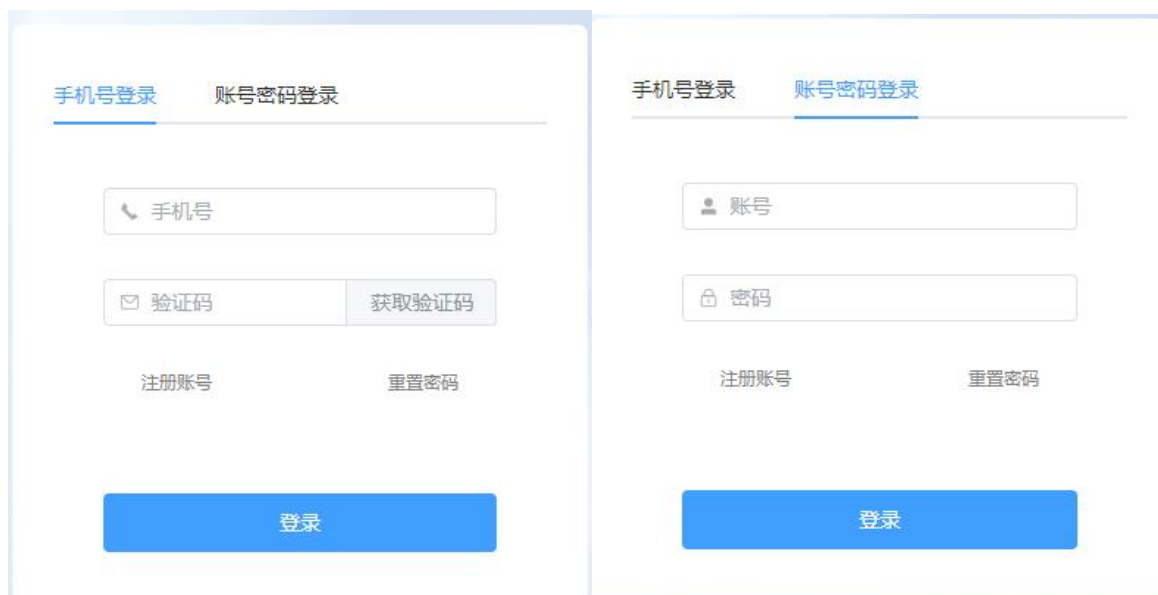 手机号登录 账号密码登录
手机号
验证码 获取验证码
注册账号 重置密码
登录
手机号登录 账号密码登录
账号
密码
注册账号 重置密码
登录